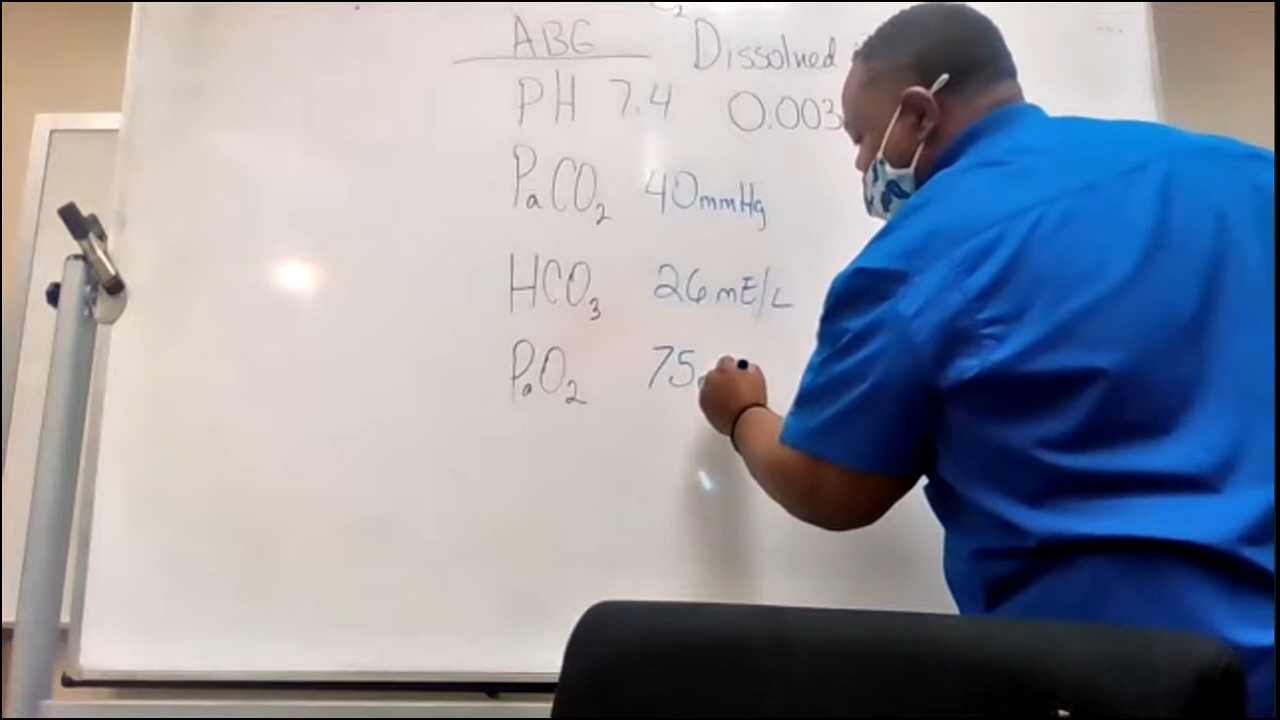 ABG Dissolved
PH 7.4 0.003
PaCO2 40mmHg
HCO3 26mE/L
PaO2 75